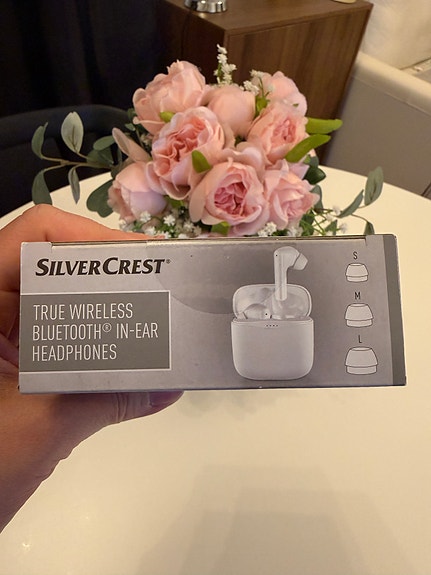 SILVERCREST®
TRUE WIRELESS
BLUETOOTH® IN-EAR
HEADPHONES
S
M
L